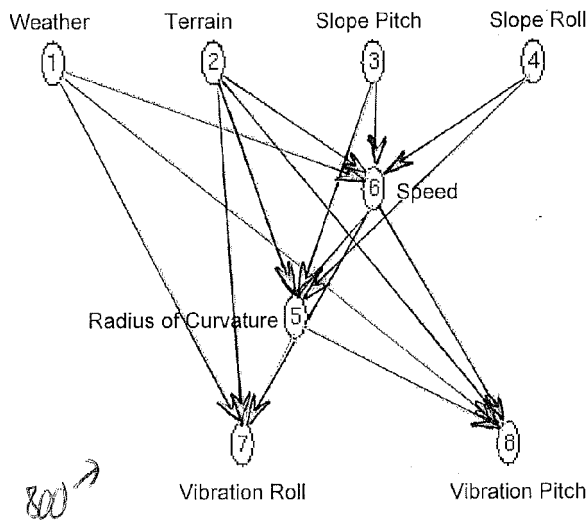 Weather Terrain Slope Pitch Slope Roll
1 2 3 4
6 Speed
Radius of Curvature 5
7 8
800
Vibration Roll Vibration Pitch